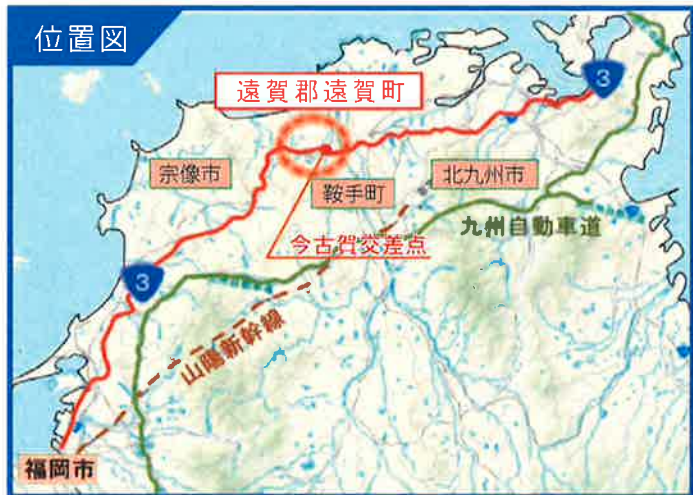 位置図
3
遠賀郡遠賀町
宗像市
鞍手町
北九州市
今古賀交差点
九州自動車道
3
山陽新幹線
福岡市